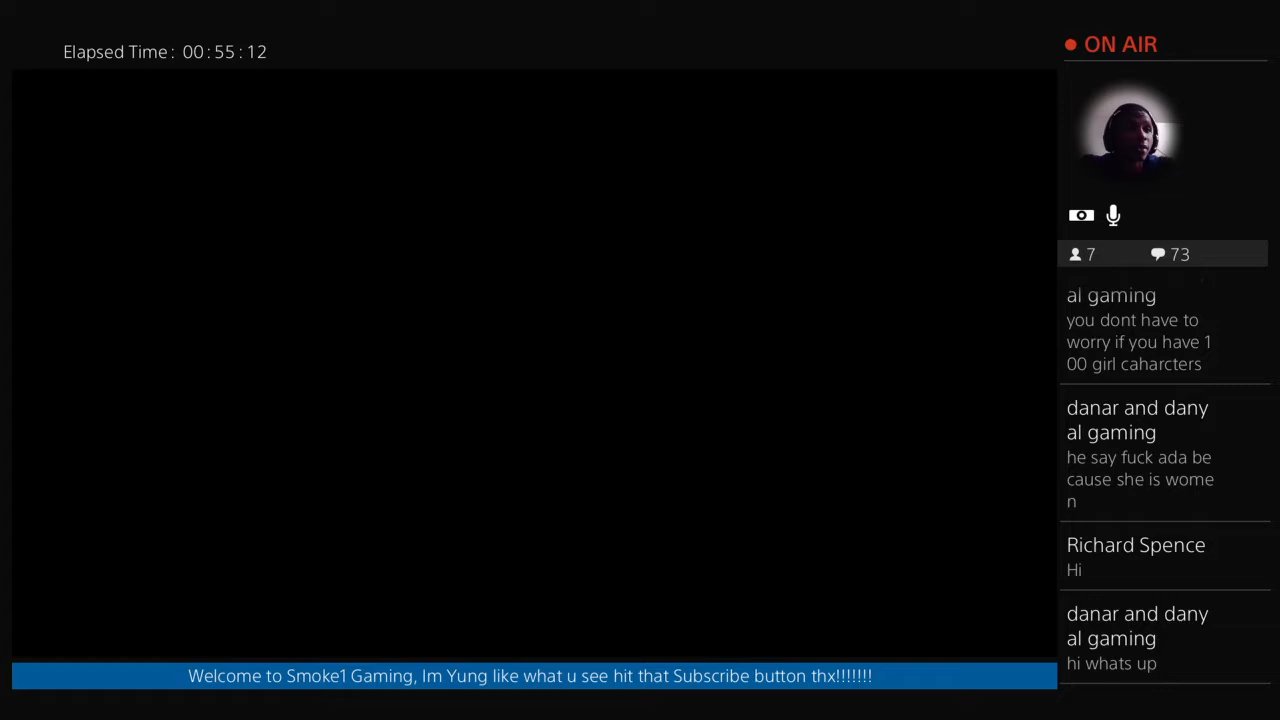 Elapsed Time: 00:55:12
ON AIR
7 73
al gaming
you dont have to
worry if you have 1
00 girl caharcters
danar and dany
al gaming
he say fuck ada be
cause she is wome
n
Richard Spence
Hi
danar and dany
al gaming
hi whats up
Welcome to Smoke1 Gaming, Im Yung like what u see hit that Subscribe button thx!!!!!!!